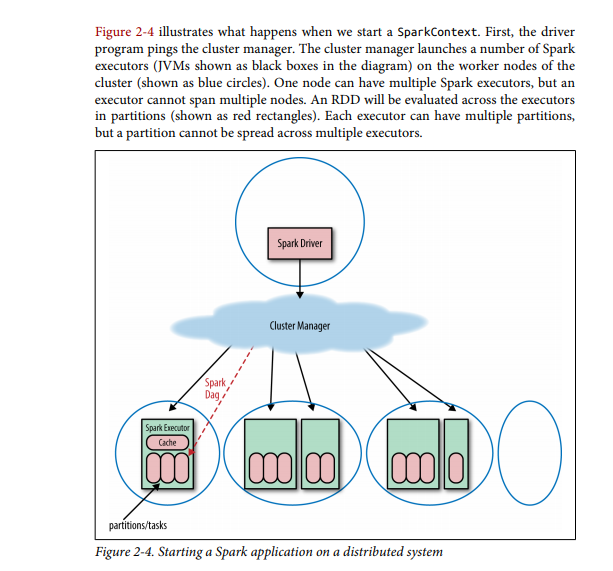 Figure 2-4 illustrates what happens when we start a SparkContext. First, the driver
program pings the cluster manager. The cluster manager launches a number of Spark
executors (JVMs shown as black boxes in the diagram) on the worker nodes of the
cluster (shown as blue circles). One node can have multiple Spark executors, but an
executor cannot span multiple nodes. An RDD will be evaluated across the executors
in partitions (shown as red rectangles). Each executor can have multiple partitions,
but a partition cannot be spread across multiple executors.
Spark Driver
Cluster Manager
Spark
Dag
Spark Executor
Cache
partitions/tasks
Figure 2-4. Starting a Spark application on a distributed system